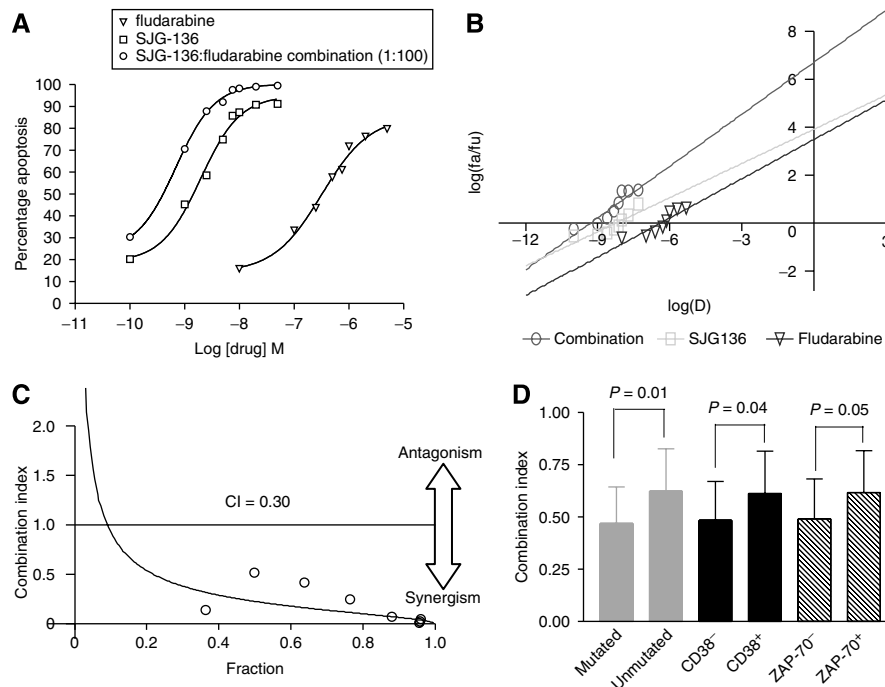 A
fludarabine
SJG-136
SJG-136:fludarabine combination (1:100)
Percentage apoptosis
100
90
80
70
60
50
40
30
20
10
0
−11
−10
−9
−8
−7
−6
−5
Log [drug] M
B
log(fa/fu)
8
6
4
2
0
−2
−12
−9
−6
−3
0
3
log(D)
Combination
SJG136
Fludarabine
C
Combination index
2.0
1.0
0.5
0
0
0.2
0.4
0.6
0.8
1.0
Fraction
CI = 0.30
Antagonism
Synergism
D
Combination index
1.00
0.75
0.50
0.25
0.00
P = 0.01
P = 0.04
P = 0.05
Mutated
Unmutated
CD38⁻
CD38⁺
ZAP-70⁻
ZAP-70⁺